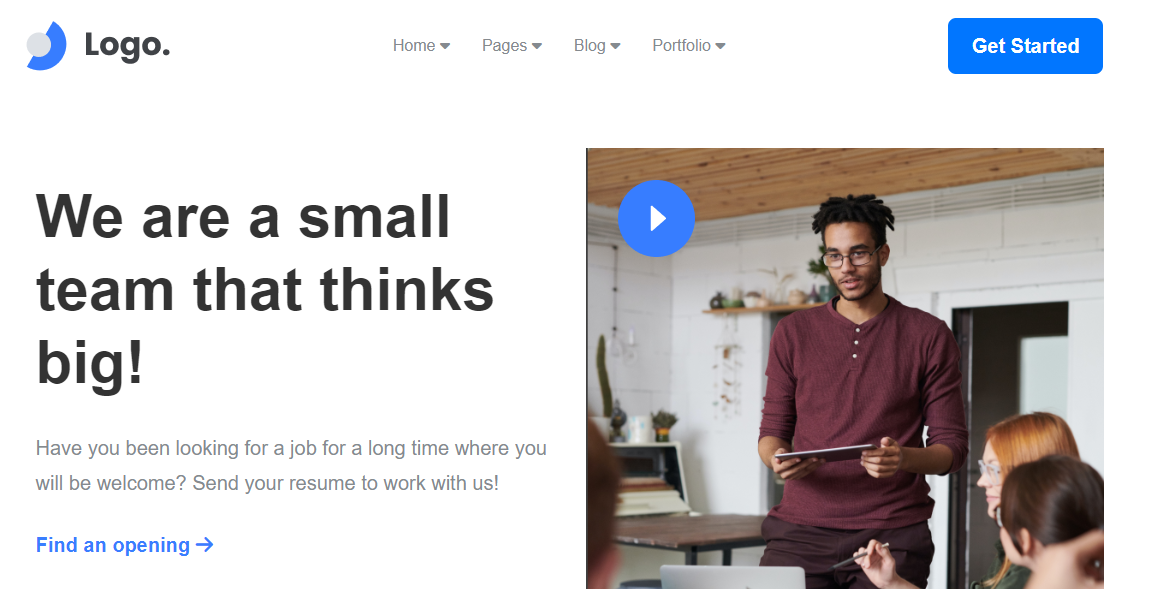 Logo.
Home
Pages
Blog
Portfolio
Get Started
We are a small
team that thinks
big!
Have you been looking for a job for a long time where you
will be welcome? Send your resume to work with us!
Find an opening